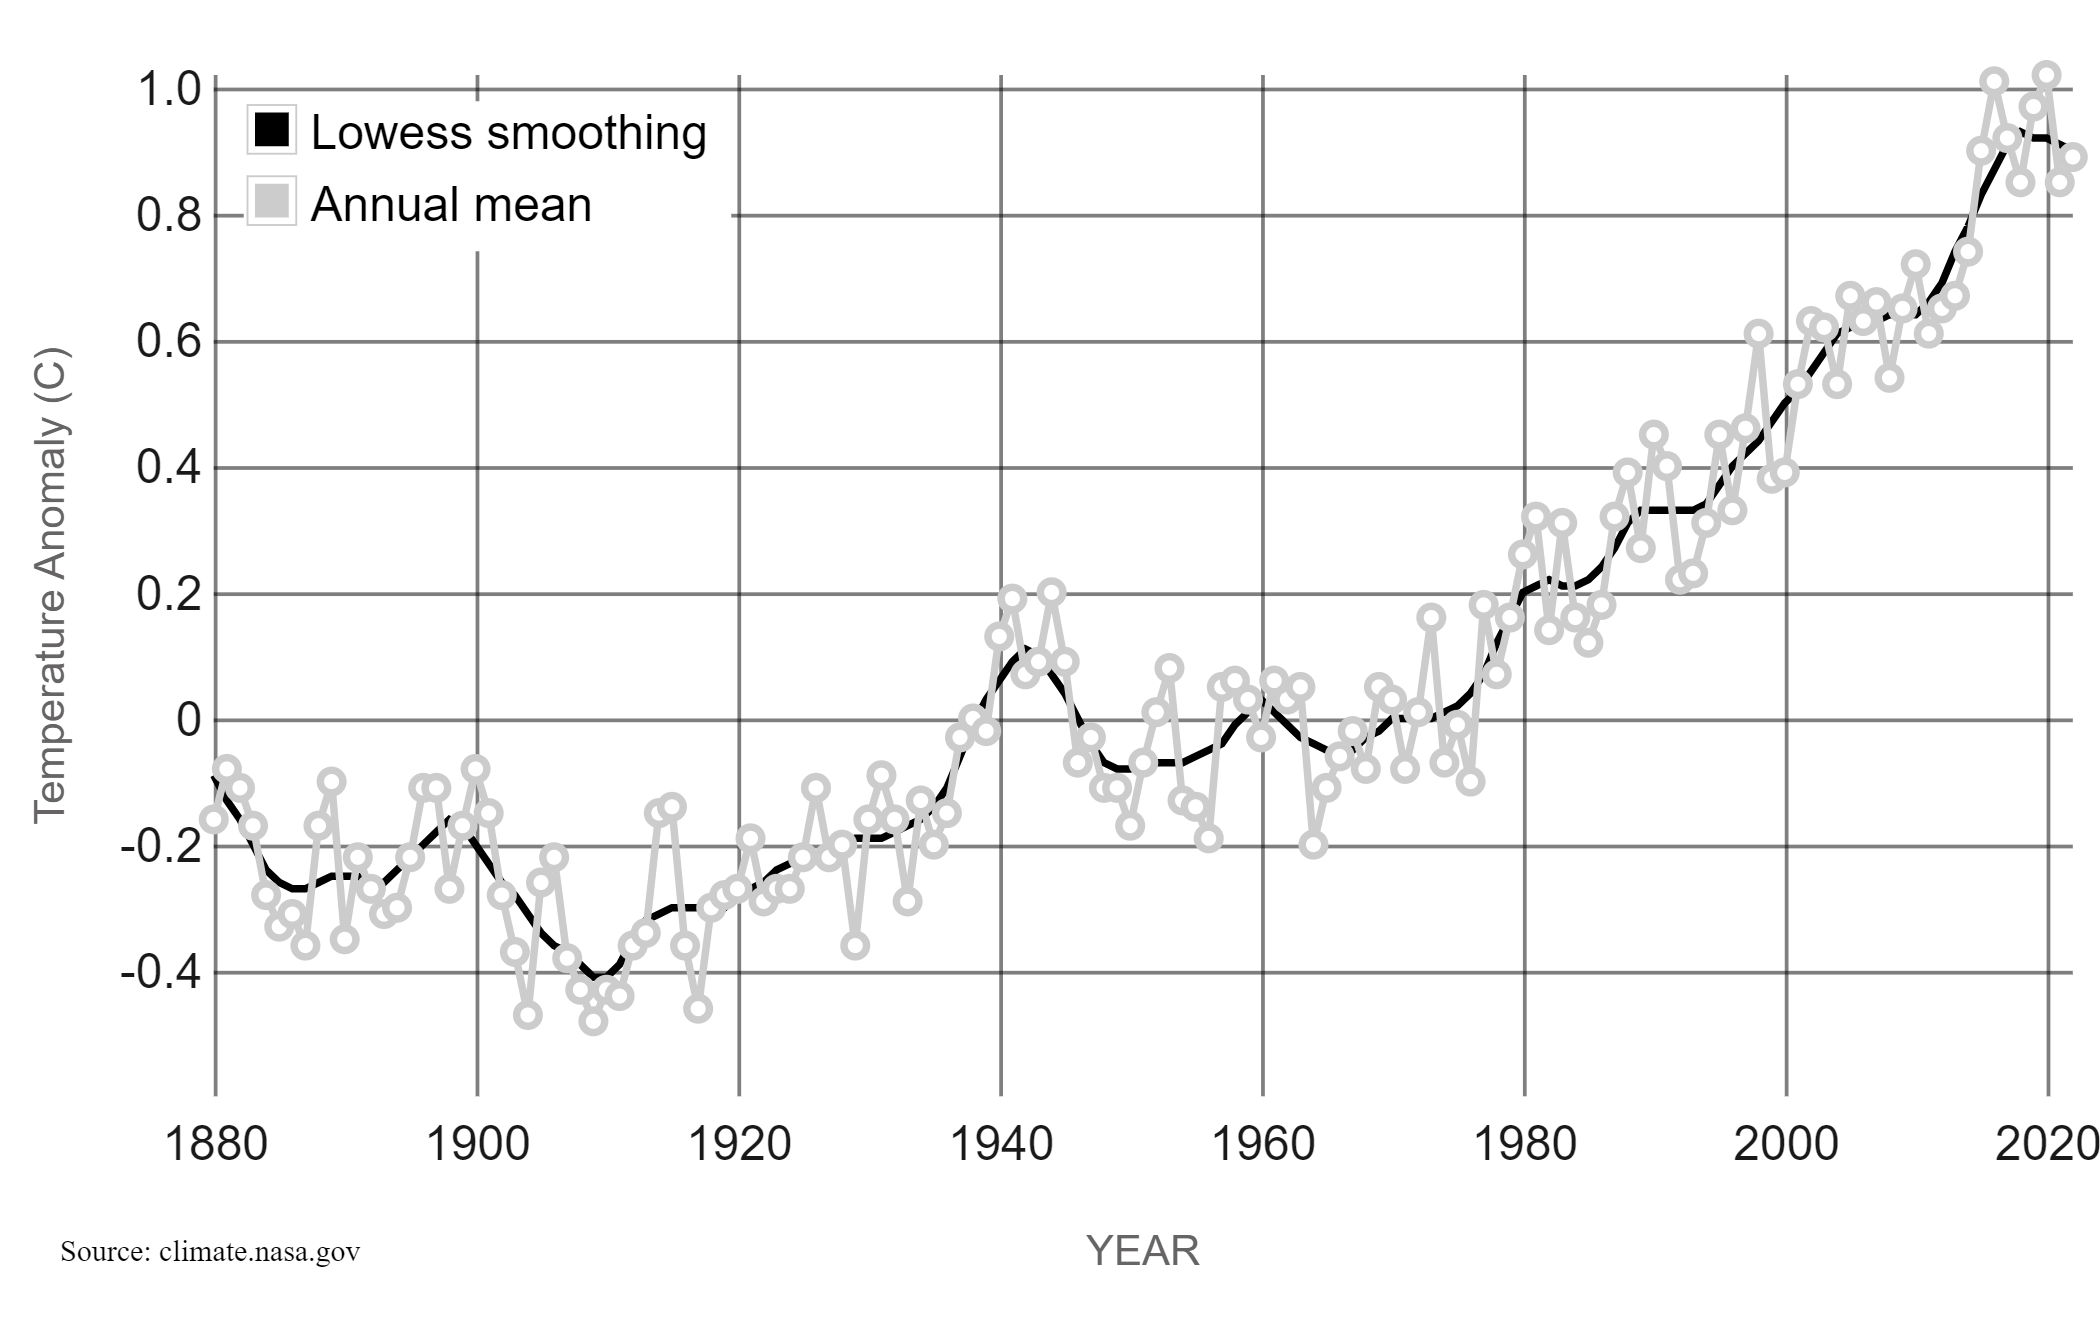 1.0
Lowess smoothing
Annual mean
0.8
0.6
0.4
0.2
0
-0.2
-0.4
Temperature Anomaly (C)
1880 1900 1920 1940 1960 1980 2000 2020
YEAR
Source: climate.nasa.gov